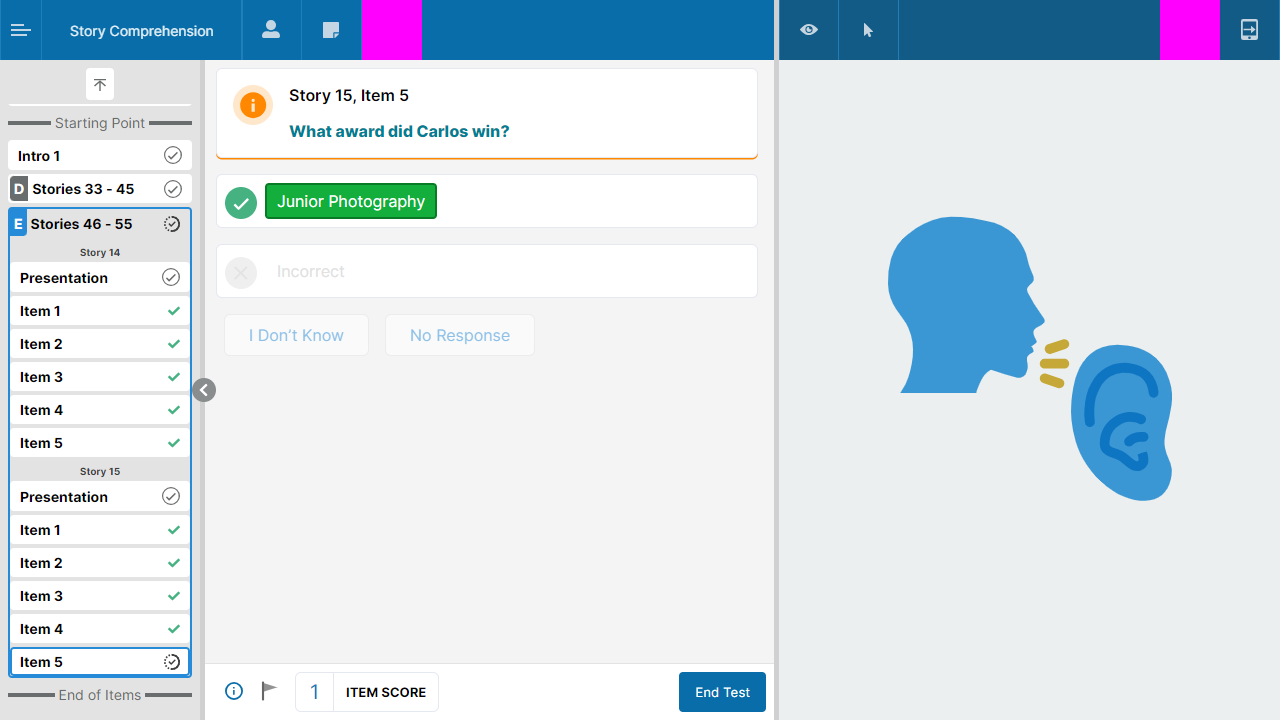 Story Comprehension
Starting Point
Intro 1
D Stories 33 - 45
E Stories 46 - 55
Story 14
Presentation
Item 1
Item 2
Item 3
Item 4
Item 5
Story 15
Presentation
Item 1
Item 2
Item 3
Item 4
Item 5
End of Items
Story 15, Item 5
What award did Carlos win?
Junior Photography
Incorrect
I Don't Know
No Response
1 ITEM SCORE
End Test